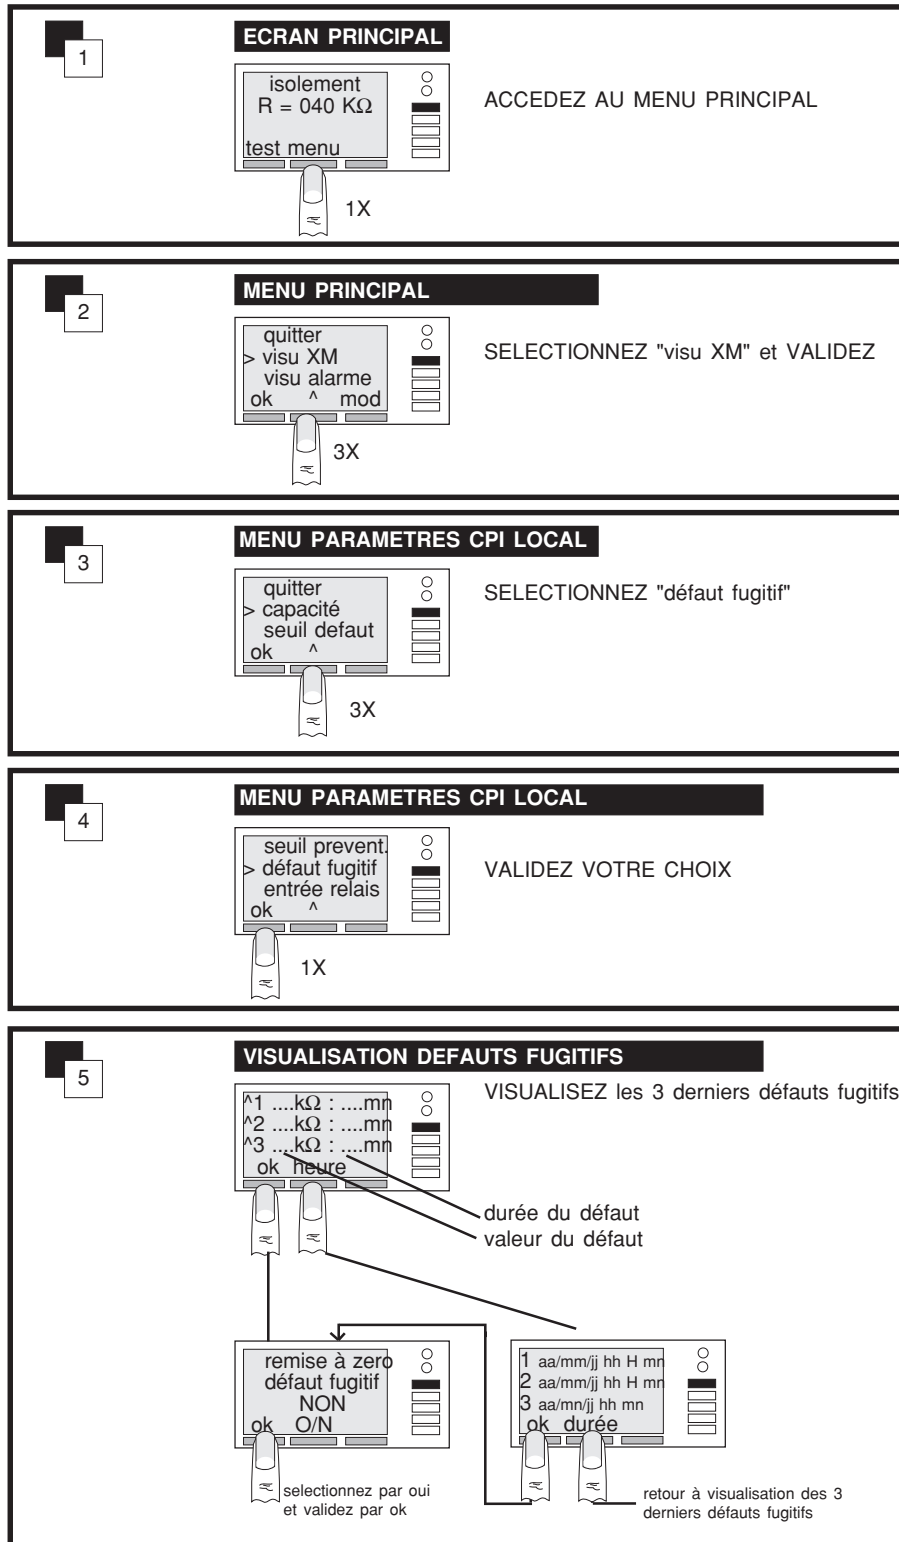 1
ECRAN PRINCIPAL
isolement
R = 040 KΩ
test menu
1X
ACCEDEZ AU MENU PRINCIPAL
2
MENU PRINCIPAL
quitter
> visu XM
visu alarme
ok ^ mod
3X
SELECTIONNEZ "visu XM" et VALIDEZ
3
MENU PARAMETRES CPI LOCAL
quitter
> capacité
seuil defaut
ok ^
3X
SELECTIONNEZ "défaut fugitif"
4
MENU PARAMETRES CPI LOCAL
seuil prevent.
> défaut fugitif
entrée relais
ok ^
1X
VALIDEZ VOTRE CHOIX
5
VISUALISATION DEFAUTS FUGITIFS
VISUALISEZ les 3 derniers défauts fugitifs
^1 ....kΩ : ....mn
^2 ....kΩ : ....mn
^3 ....kΩ : ....mn
ok heure
durée du défaut
valeur du défaut
remise à zero
défaut fugitif
NON
ok O/N
selectionnez par oui
et validez par ok
1 aa/mm/jj hh H mn
2 aa/mm/jj hh H mn
3 aa/mn/jj hh mn
ok durée
retour à visualisation des 3
derniers défauts fugitifs